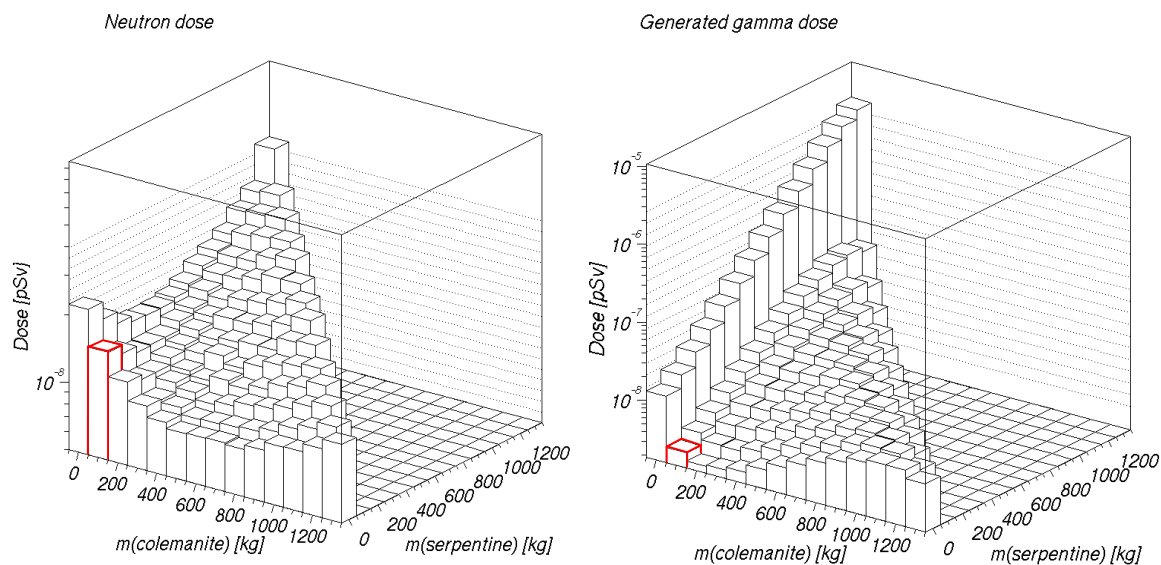 Neutron dose
Generated gamma dose
Dose [pSv]
10⁻⁸
0 200 400 600 800 1000 1200
m(colemanite) [kg]
0 200 400 600 800 1000 1200
m(serpentine) [kg]
Dose [pSv]
10⁻⁵
10⁻⁶
10⁻⁷
10⁻⁸
0 200 400 600 800 1000 1200
m(colemanite) [kg]
0 200 400 600 800 1000 1200
m(serpentine) [kg]